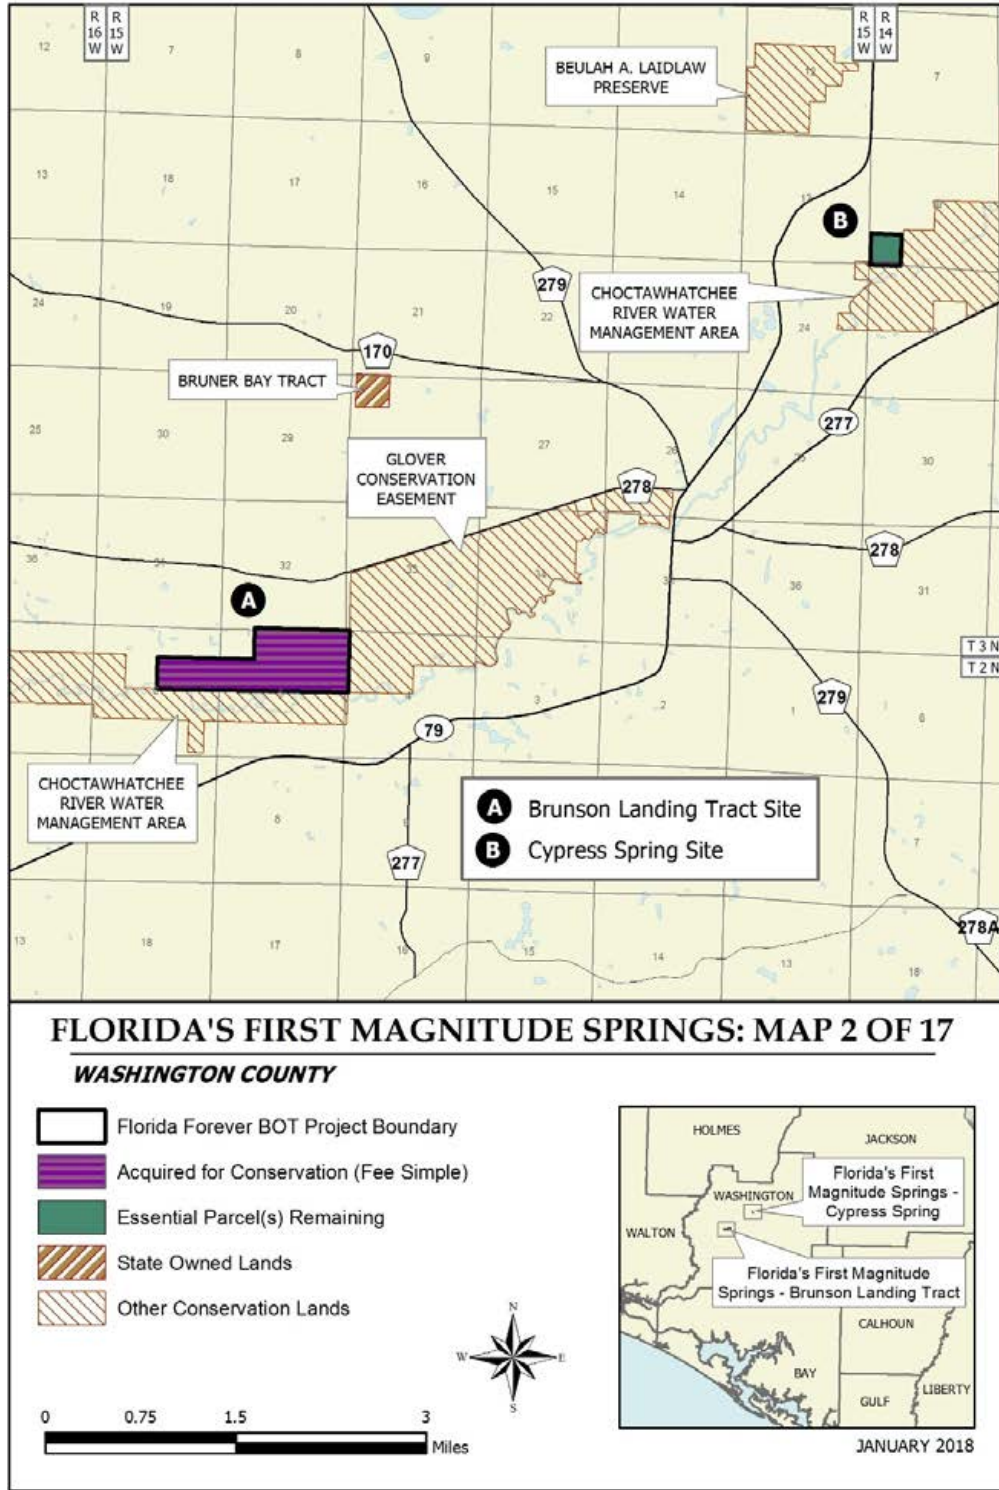 R
16
W
R
15
W
R
15
W
R
14
W
12
7
8
9
12
7
BEULAH A. LAIDLAW
PRESERVE
13
18
17
16
15
14
13
B
279
CHOCTAWHATCHEE
RIVER WATER
MANAGEMENT AREA
24
19
20
21
22
24
170
BRUNER BAY TRACT
277
25
30
29
27
26
25
30
GLOVER
CONSERVATION
EASEMENT
278
278
36
31
32
33
34
35
36
31
A
T 3 N
T 2 N
279
3
2
1
6
79
CHOCTAWHATCHEE
RIVER WATER
MANAGEMENT AREA
A Brunson Landing Tract Site
B Cypress Spring Site
8
7
277
278A
13
18
17
16
15
14
13
18
FLORIDA'S FIRST MAGNITUDE SPRINGS: MAP 2 OF 17
WASHINGTON COUNTY
Florida Forever BOT Project Boundary
Acquired for Conservation (Fee Simple)
Essential Parcel(s) Remaining
State Owned Lands
Other Conservation Lands
N
W E
S
0 0.75 1.5 3
Miles
HOLMES
JACKSON
WASHINGTON
Florida's First
Magnitude Springs -
Cypress Spring
WALTON
Florida's First Magnitude
Springs - Brunson Landing Tract
CALHOUN
BAY
GULF
LIBERTY
JANUARY 2018